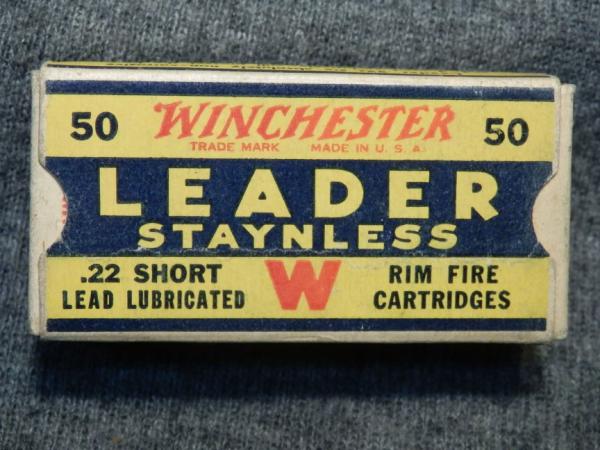 50 WINCHESTER 50
TRADE MARK MADE IN U. S. A.
LEADER
STAYNLESS
.22 SHORT W RIM FIRE
LEAD LUBRICATED CARTRIDGES